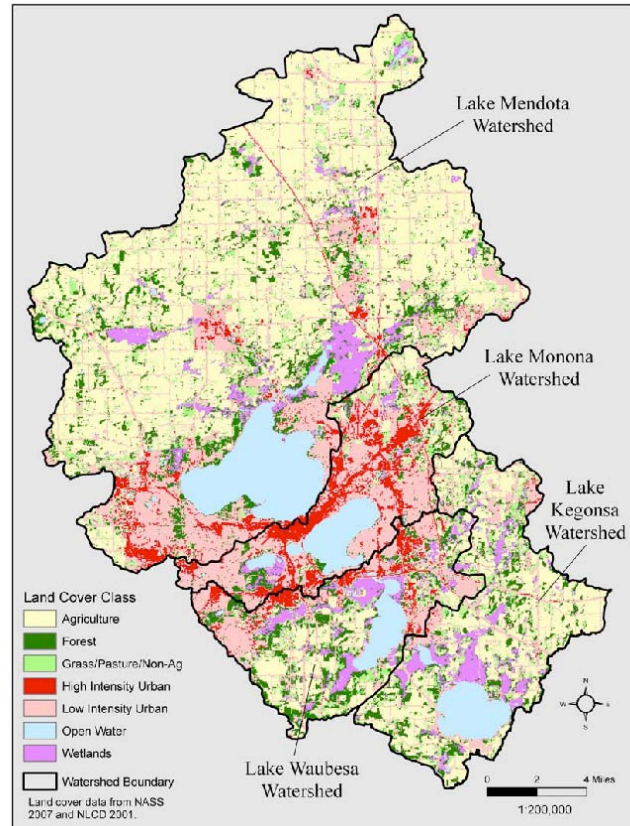 Lake Mendota
Watershed
Lake Monona
Watershed
Lake
Kegonsa
Watershed
Land Cover Class
Agriculture
Forest
Grass/Pasture/Non-Ag
High Intensity Urban
Low Intensity Urban
Open Water
Wetlands
Watershed Boundary
Land cover data from NASS
2007 and NLCD 2001.
Lake Waubesa
Watershed
N
W E
S
0 2 4 Miles
1:200,000